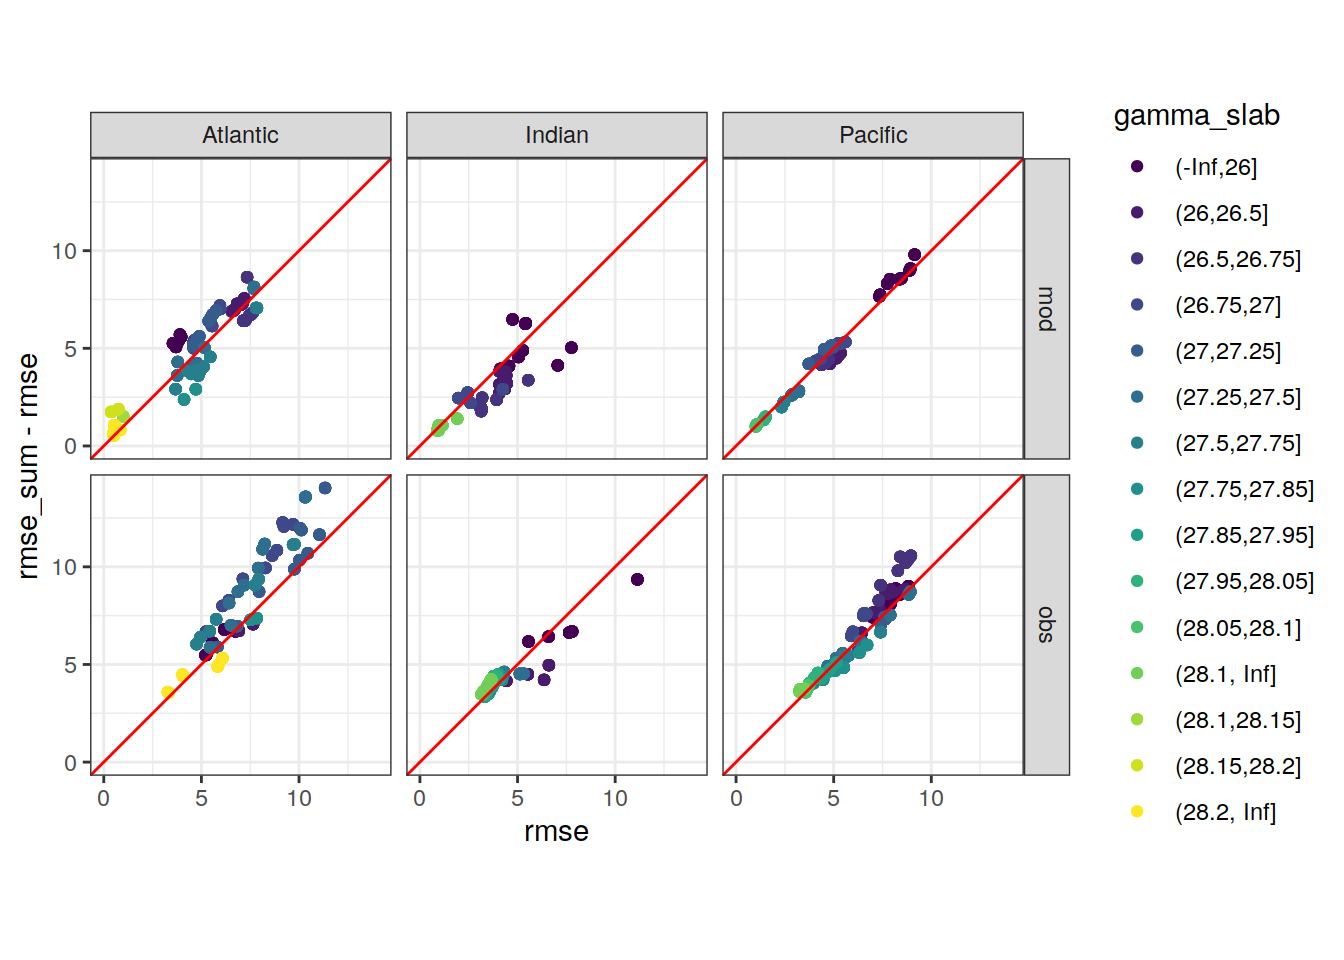 Atlantic
Indian
Pacific
mod
obs
10
5
0
10
5
0
0
5
10
0
5
10
0
5
10
rmse
rmse_sum - rmse
gamma_slab
(-Inf,26]
(26,26.5]
(26.5,26.75]
(26.75,27]
(27,27.25]
(27.25,27.5]
(27.5,27.75]
(27.75,27.85]
(27.85,27.95]
(27.95,28.05]
(28.05,28.1]
(28.1, Inf]
(28.1,28.15]
(28.15,28.2]
(28.2, Inf]